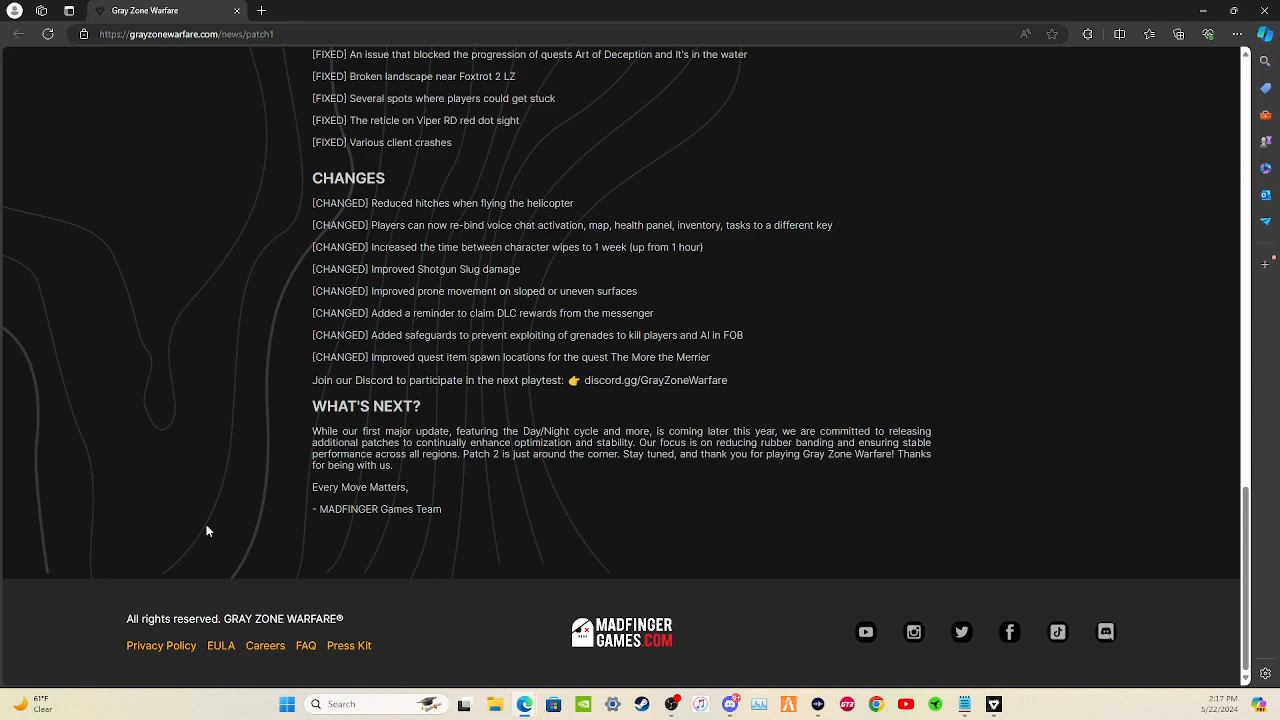 Gray Zone Warfare
https://grayzonewarfare.com/news/patch1
[FIXED] An issue that blocked the progression of quests Art of Deception and It's in the water
[FIXED] Broken landscape near Foxtrot 2 LZ
[FIXED] Several spots where players could get stuck
[FIXED] The reticle on Viper RD red dot sight
[FIXED] Various client crashes
CHANGES
[CHANGED] Reduced hitches when flying the helicopter
[CHANGED] Players can now re-bind voice chat activation, map, health panel, inventory, tasks to a different key
[CHANGED] Increased the time between character wipes to 1 week (up from 1 hour)
[CHANGED] Improved Shotgun Slug damage
[CHANGED] Improved prone movement on sloped or uneven surfaces
[CHANGED] Added a reminder to claim DLC rewards from the messenger
[CHANGED] Added safeguards to prevent exploiting of grenades to kill players and AI in FOB
[CHANGED] Improved quest item spawn locations for the quest The More the Merrier
Join our Discord to participate in the next playtest: 👉 discord.gg/GrayZoneWarfare
WHAT'S NEXT?
While our first major update, featuring the Day/Night cycle and more, is coming later this year, we are committed to releasing
additional patches to continually enhance optimization and stability. Our focus is on reducing rubber banding and ensuring stable
performance across all regions. Patch 2 is just around the corner. Stay tuned, and thank you for playing Gray Zone Warfare! Thanks
for being with us.
Every Move Matters,
- MADFINGER Games Team
All rights reserved. GRAY ZONE WARFARE®
Privacy Policy EULA Careers FAQ Press Kit
MADFINGER
GAMES.COM
61°F
Clear
Search
2:17 PM
5/22/2024